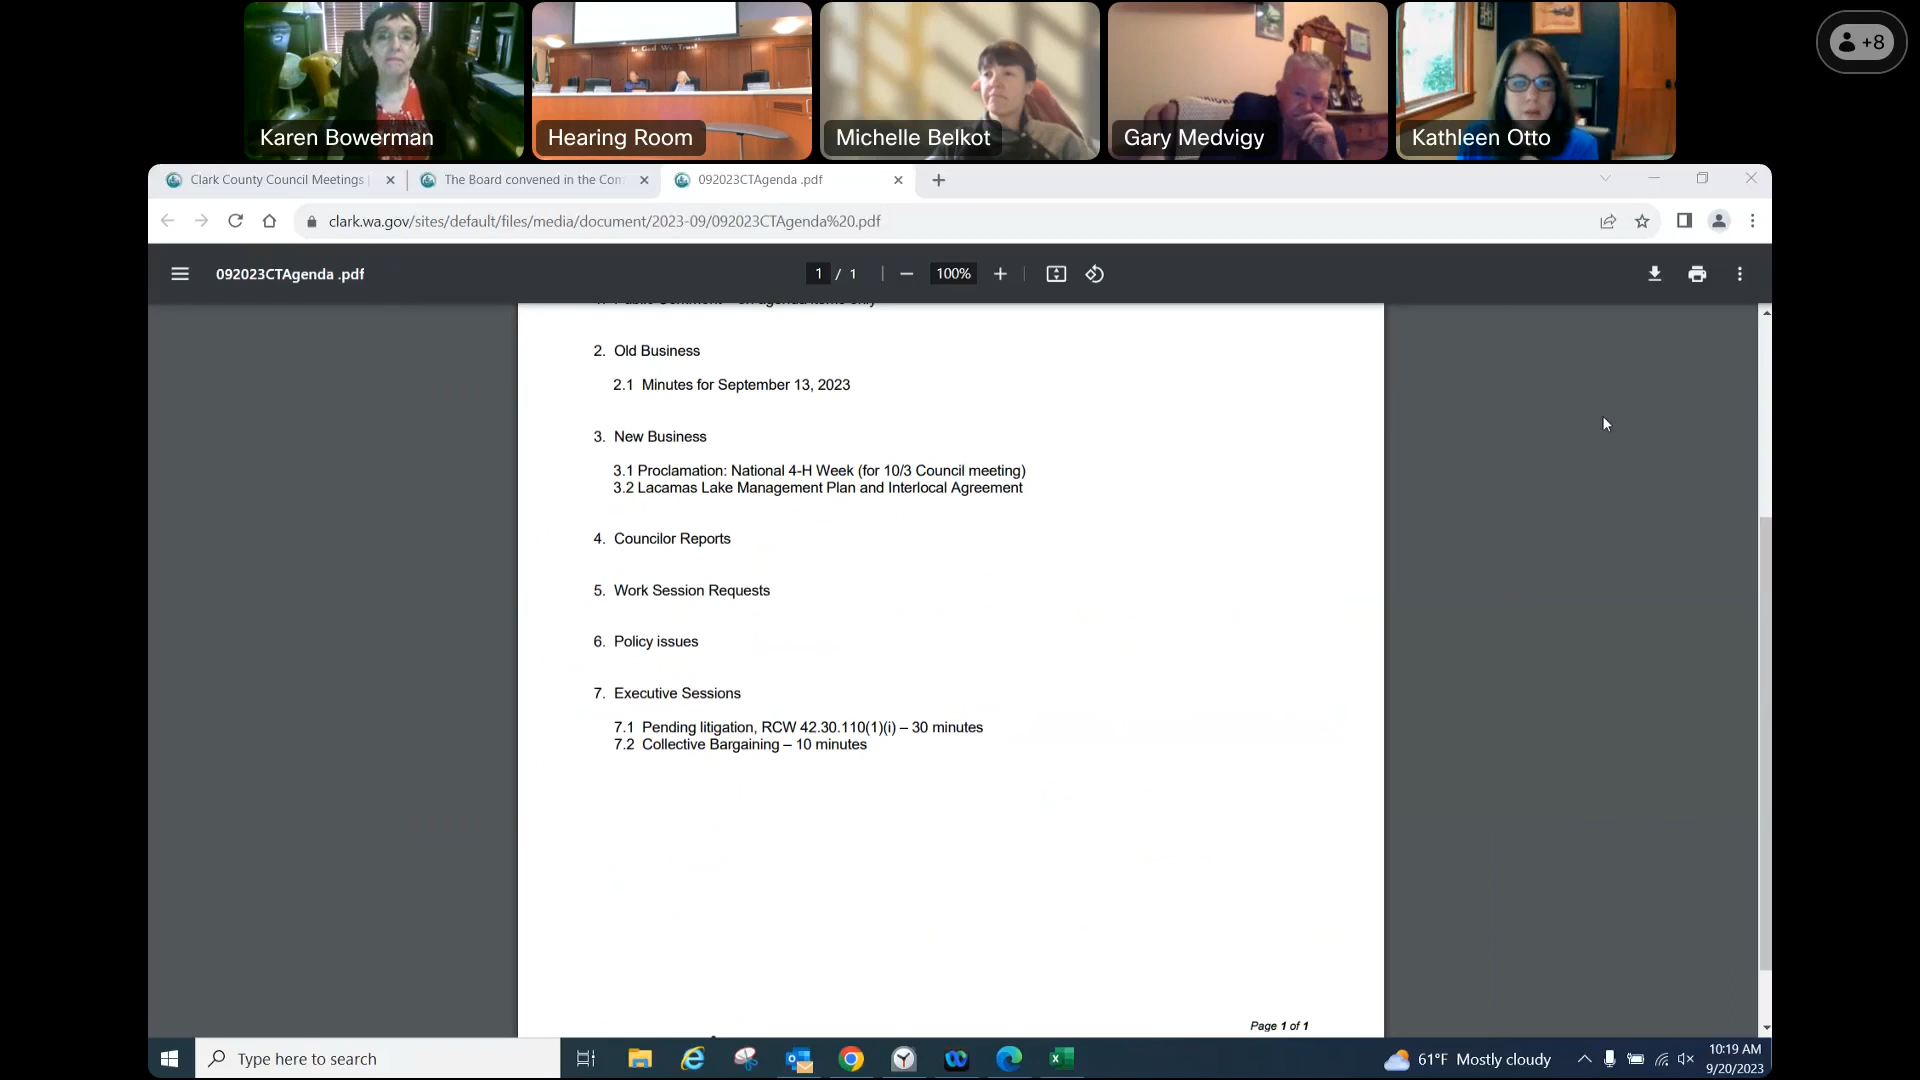 +8
In God We Trust
Karen Bowerman
Hearing Room
Michelle Belkot
Gary Medvigy
Kathleen Otto
Clark County Council Meetings
The Board convened in the Com
092023CTAgenda .pdf
clark.wa.gov/sites/default/files/media/document/2023-09/092023CTAgenda%20.pdf
092023CTAgenda .pdf
1 / 1
100%
2. Old Business
2.1 Minutes for September 13, 2023
3. New Business
3.1 Proclamation: National 4-H Week (for 10/3 Council meeting)
3.2 Lacamas Lake Management Plan and Interlocal Agreement
4. Councilor Reports
5. Work Session Requests
6. Policy issues
7. Executive Sessions
7.1 Pending litigation, RCW 42.30.110(1)(i) – 30 minutes
7.2 Collective Bargaining – 10 minutes
Page 1 of 1
Type here to search
61°F Mostly cloudy
10:19 AM
9/20/2023